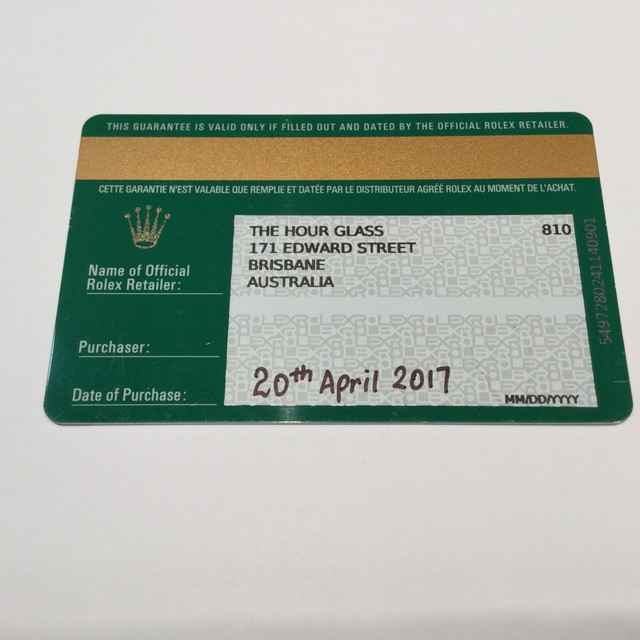 THIS GUARANTEE IS VALID ONLY IF FILLED OUT AND DATED BY THE OFFICIAL ROLEX RETAILER.
CETTE GARANTIE N'EST VALABLE QUE REMPLIE ET DATÉE PAR LE DISTRIBUTEUR AGRÉÉ ROLEX AU MOMENT DE L'ACHAT.
THE HOUR GLASS 810
171 EDWARD STREET
BRISBANE
AUSTRALIA
Name of Official
Rolex Retailer:
Purchaser:
Date of Purchase:
20th April 2017
MM/DD/YYYY
5497280241140901